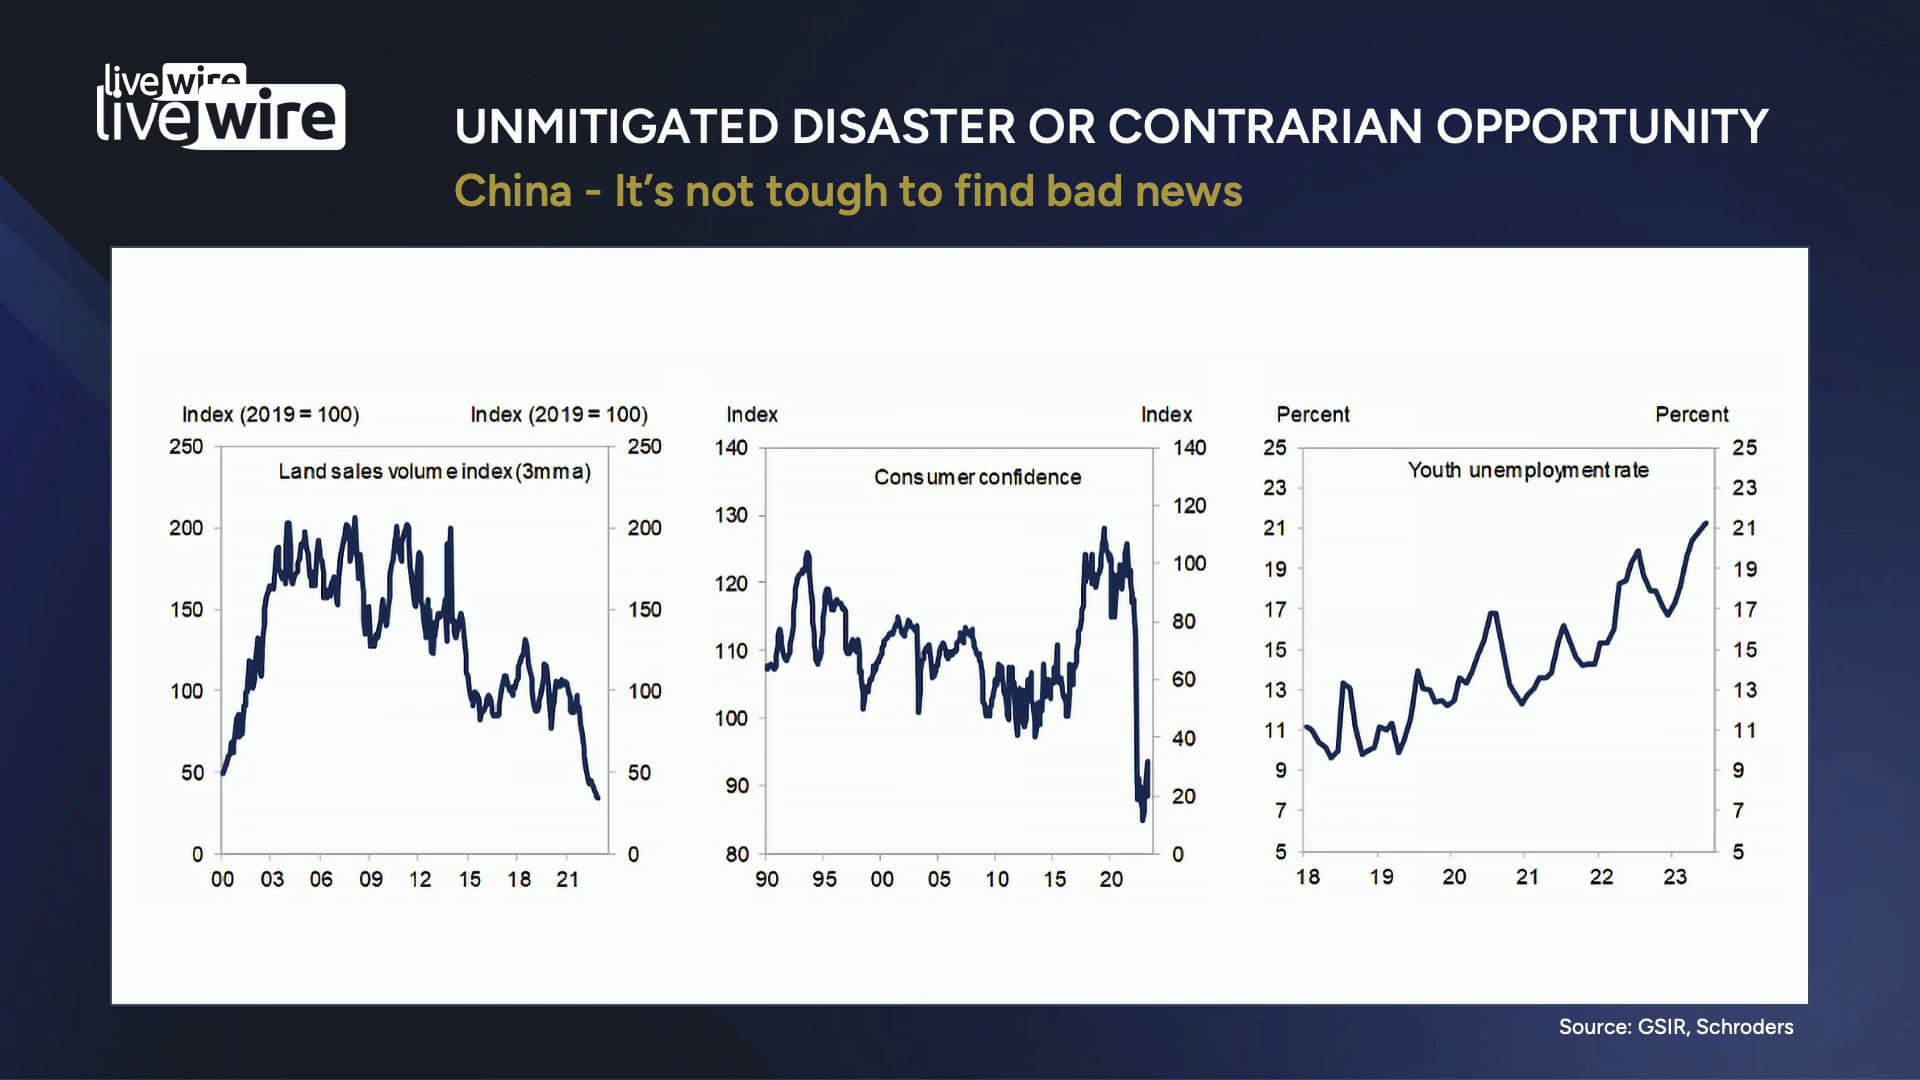 livewire
livewire
UNMITIGATED DISASTER OR CONTRARIAN OPPORTUNITY
China - It's not tough to find bad news
Index (2019 = 100) Index (2019 = 100)
250 250
Land sales volume index (3mma)
200 200
150 150
100 100
50 50
0 0
00 03 06 09 12 15 18 21
Index Index
140 140
Consumer confidence
130 120
120 100
110 80
100 60
90 40
80 20
0
90 95 00 05 10 15 20
Percent Percent
25 25
Youth unemployment rate
23 23
21 21
19 19
17 17
15 15
13 13
11 11
9 9
7 7
5 5
18 19 20 21 22 23
Source: GSIR, Schroders